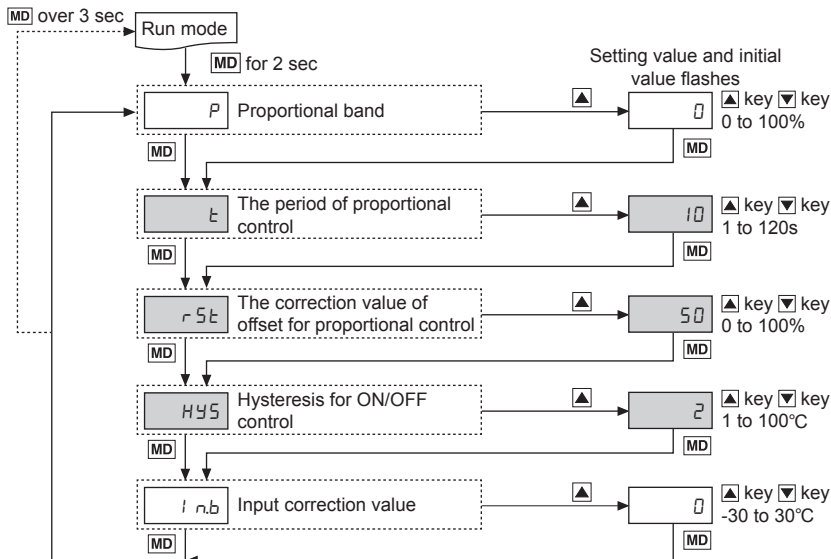 MD over 3 sec
Run mode
MD for 2 sec
Setting value and initial
value flashes
P Proportional band
▲
0
▲ key ▼ key
0 to 100%
MD
MD
t
The period of proportional
control
▲
10
▲ key ▼ key
1 to 120s
MD
MD
rSt
The correction value of
offset for proportional control
▲
50
▲ key ▼ key
0 to 100%
MD
MD
HYS
Hysteresis for ON/OFF
control
▲
2
▲ key ▼ key
1 to 100℃
MD
MD
In.b Input correction value
▲
0
▲ key ▼ key
-30 to 30℃
MD
MD